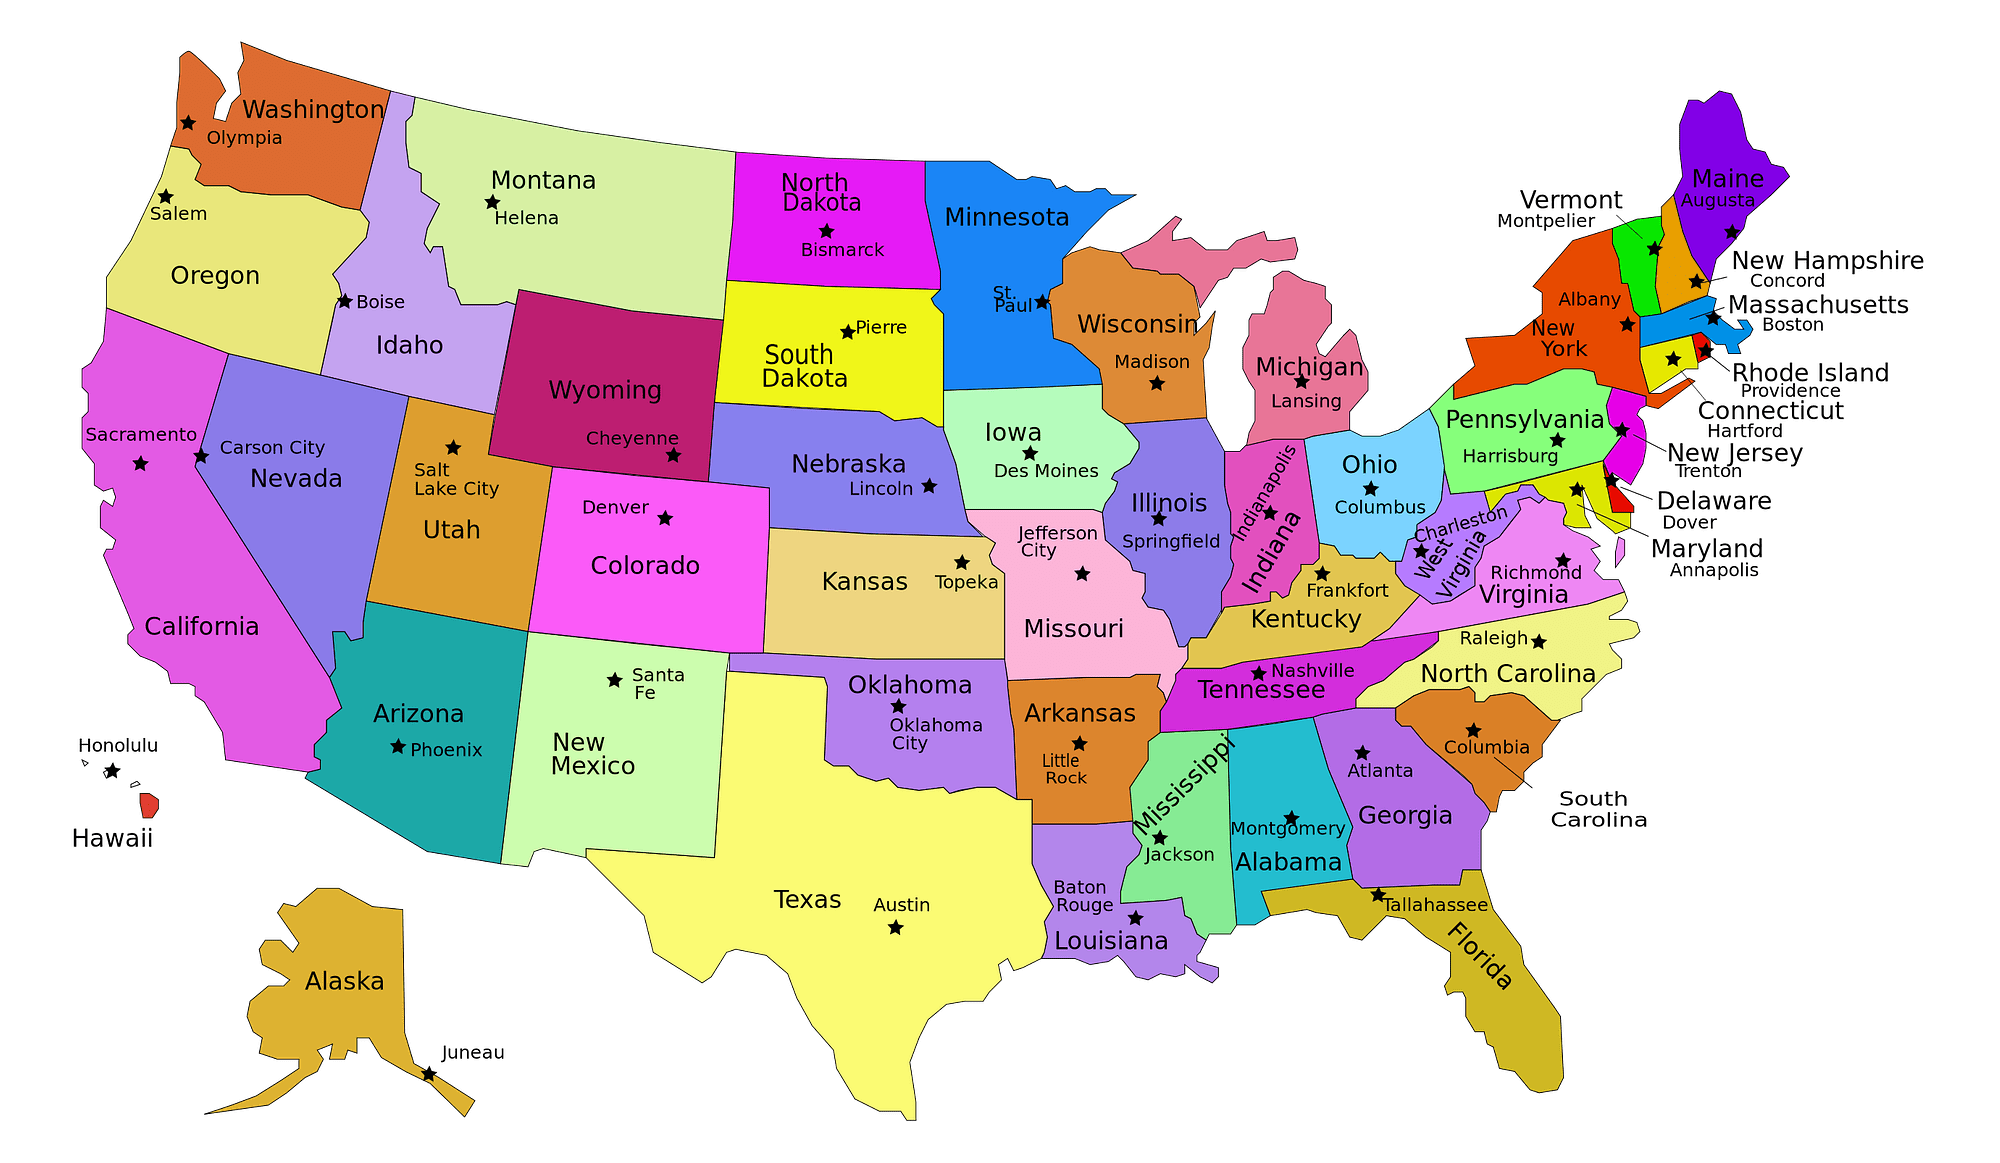 Washington
Olympia
Oregon
Salem
Montana
Helena
Idaho
Boise
North
Dakota
Bismarck
South
Dakota
Pierre
Minnesota
St.
Paul
Wisconsin
Madison
Michigan
Lansing
Wyoming
Cheyenne
Nebraska
Lincoln
Iowa
Des Moines
Sacramento
California
Carson City
Nevada
Salt
Lake City
Utah
Denver
Colorado
Kansas
Topeka
Jefferson
City
Missouri
Illinois
Springfield
Indianapolis
Indiana
Ohio
Columbus
Frankfort
Kentucky
Charleston
West
Virginia
Richmond
Virginia
Pennsylvania
Harrisburg
New
York
Albany
Vermont
Montpelier
Maine
Augusta
New Hampshire
Concord
Massachusetts
Boston
Rhode Island
Providence
Connecticut
Hartford
New Jersey
Trenton
Delaware
Dover
Maryland
Annapolis
Raleigh
North Carolina
Nashville
Tennessee
Columbia
South
Carolina
Arizona
Phoenix
Santa
Fe
New
Mexico
Oklahoma
Oklahoma
City
Arkansas
Little
Rock
Mississippi
Jackson
Montgomery
Alabama
Atlanta
Georgia
Texas
Austin
Baton
Rouge
Louisiana
Tallahassee
Florida
Honolulu
Hawaii
Alaska
Juneau